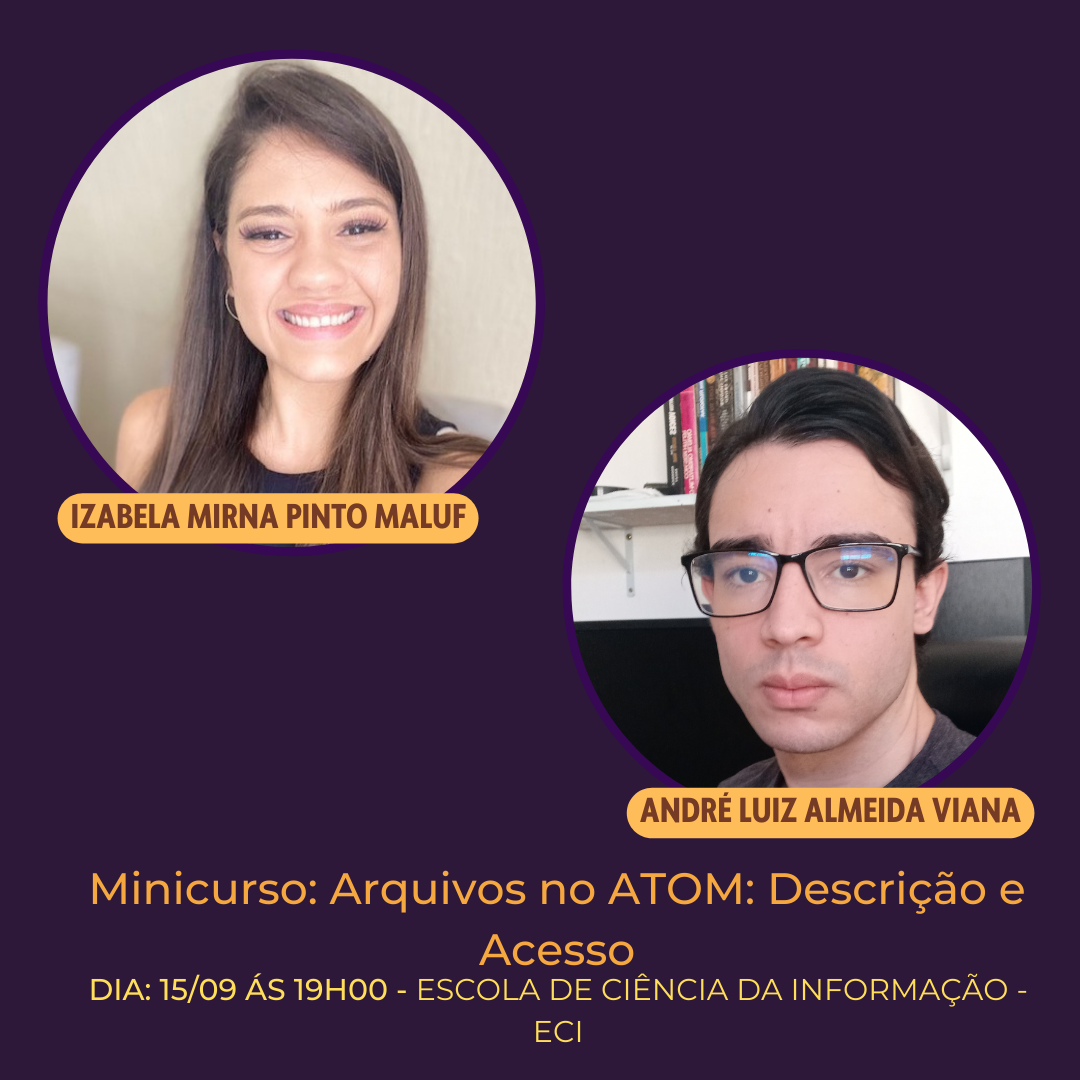 IZABELA MIRNA PINTO MALUF
ANDRÉ LUIZ ALMEIDA VIANA
Minicurso: Arquivos no ATOM: Descrição e
Acesso
DIA: 15/09 ÁS 19H00 - ESCOLA DE CIÊNCIA DA INFORMAÇÃO -
ECI